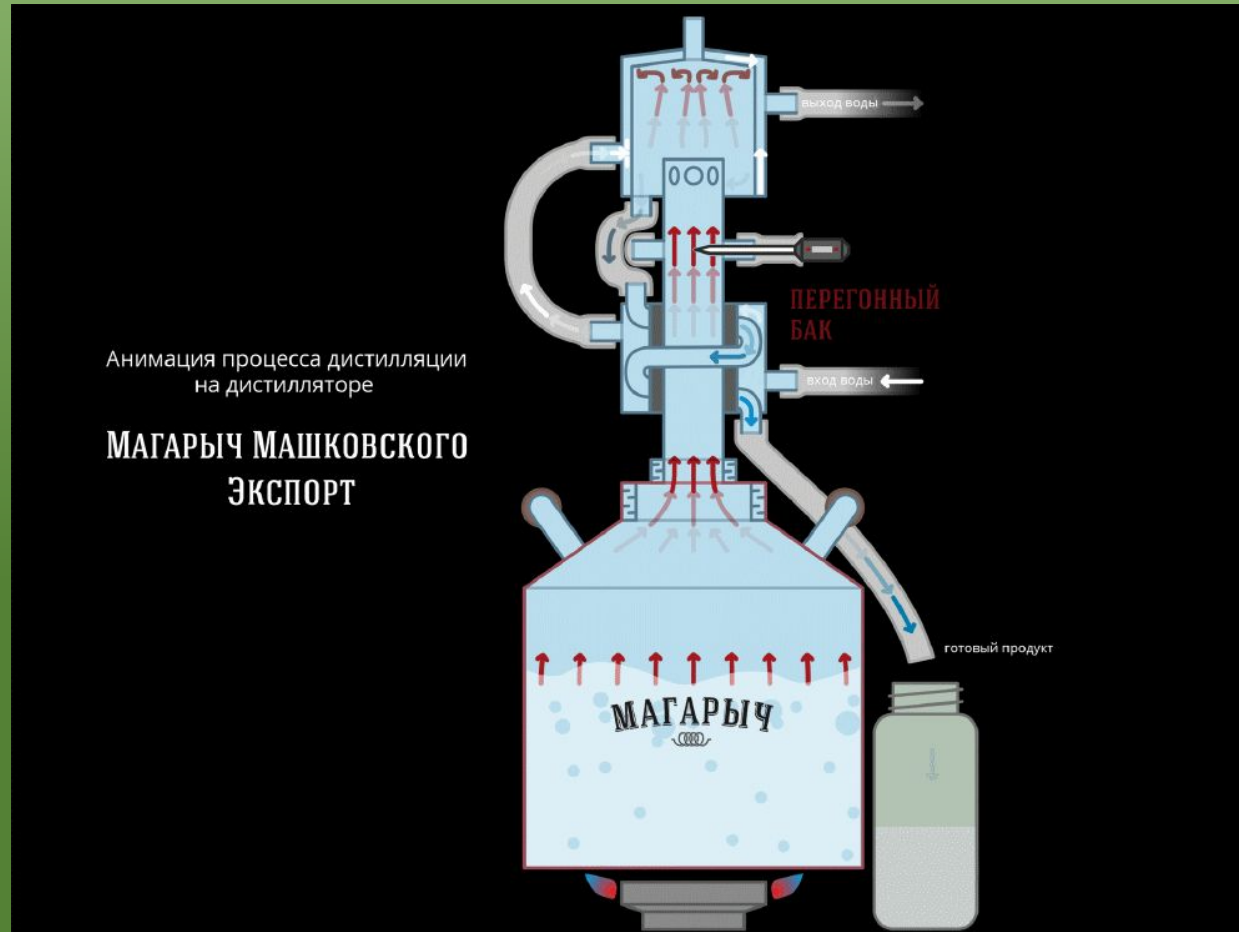 выход воды
ПЕРЕГОННЫЙ
БАК
Анимация процесса дистилляции
на дистилляторе
вход воды
Магарыч Машковского
Экспорт
готовый продукт
МАГАРЫЧ